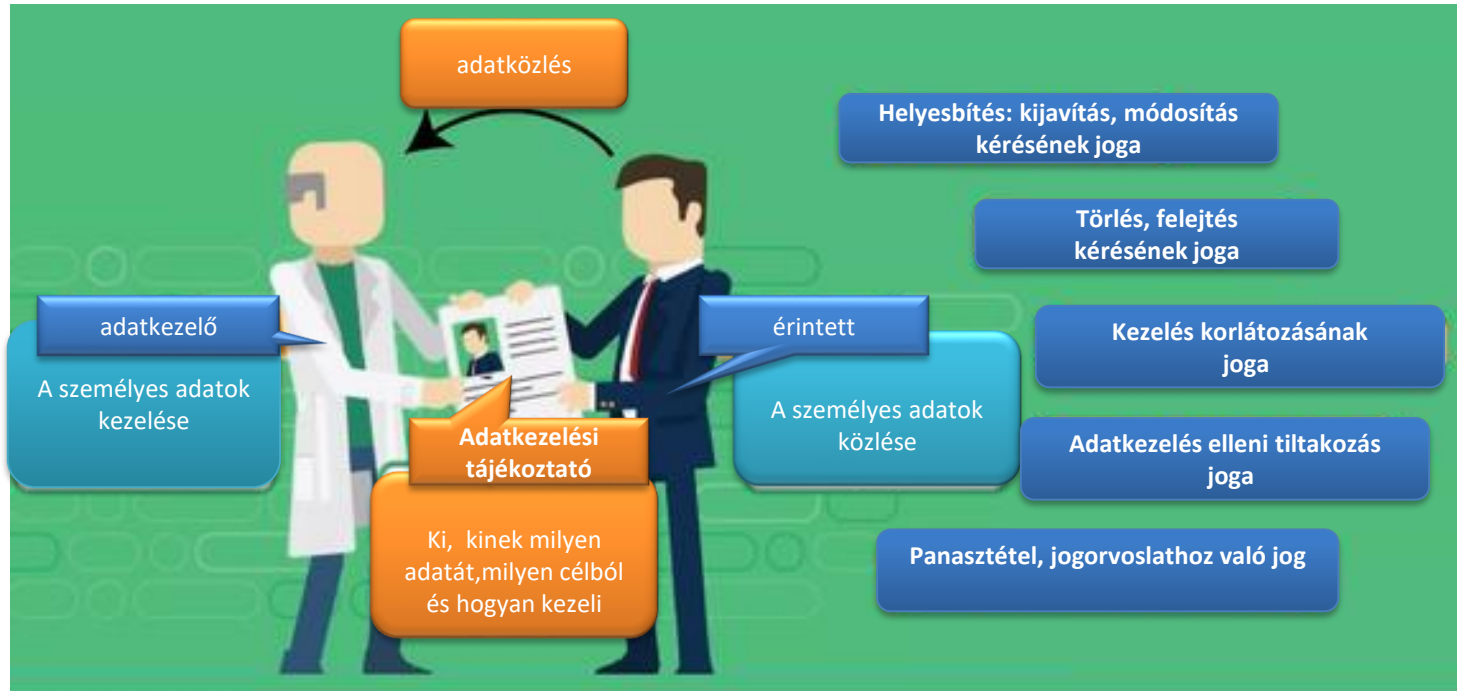 adatközlés
Helyesbítés: kijavítás, módosítás
kérésének joga
Törlés, felejtés
kérésének joga
adatkezelő
A személyes adatok
kezelése
érintett
A személyes adatok
közlése
Kezelés korlátozásának
joga
Adatkezelési
tájékoztató
Ki, kinek milyen
adatát,milyen célból
és hogyan kezeli
Adatkezelés elleni tiltakozás
joga
Panasztétel, jogorvoslathoz való jog